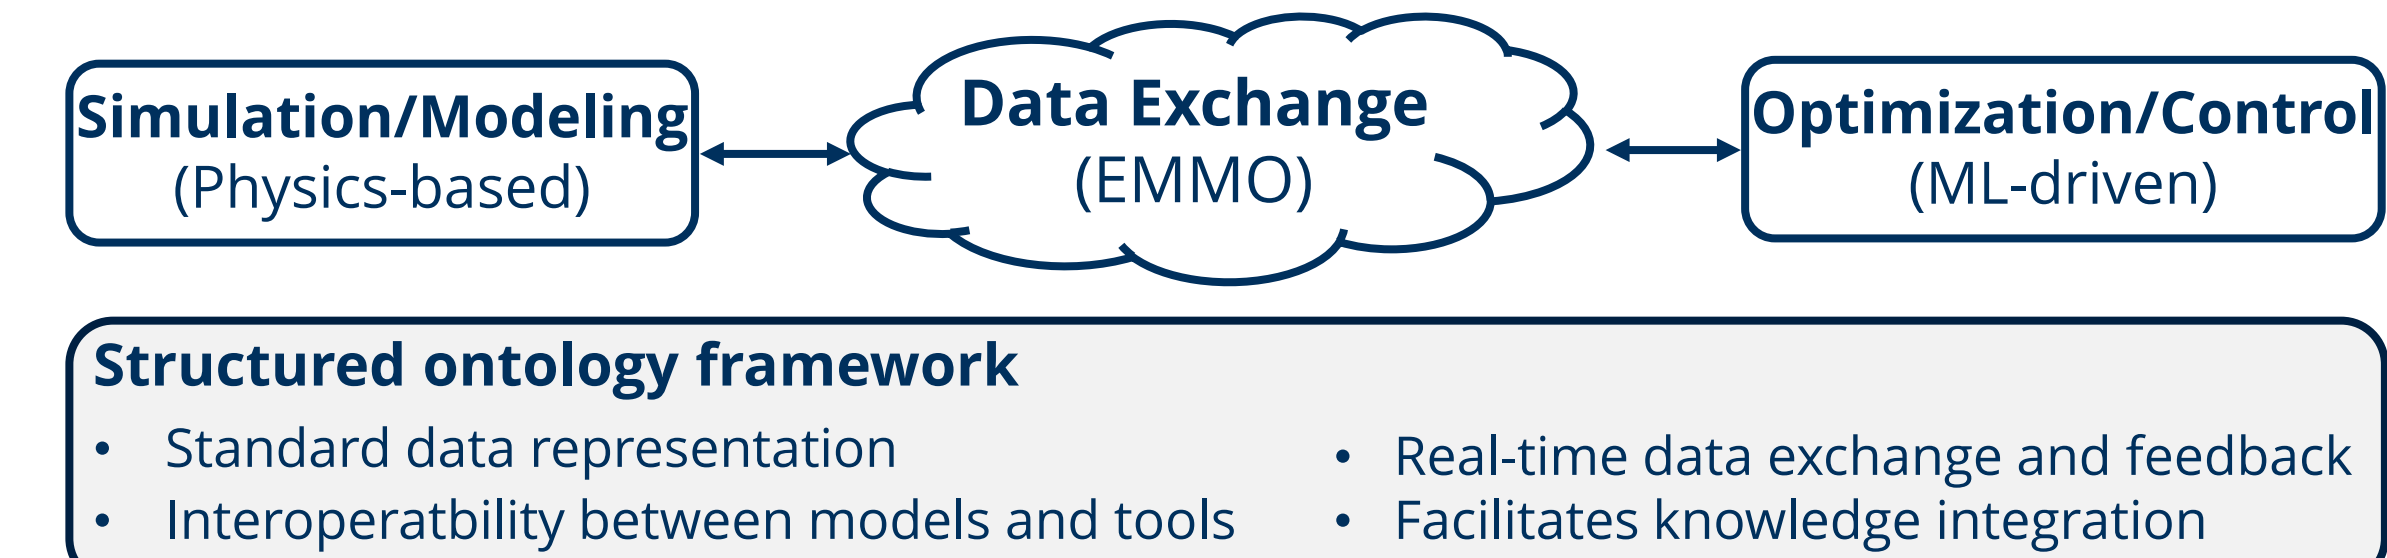 Simulation/Modeling
(Physics-based)
Data Exchange
(EMMO)
Optimization/Control
(ML-driven)
Structured ontology framework
• Standard data representation
• Interoperatbility between models and tools
• Real-time data exchange and feedback
• Facilitates knowledge integration